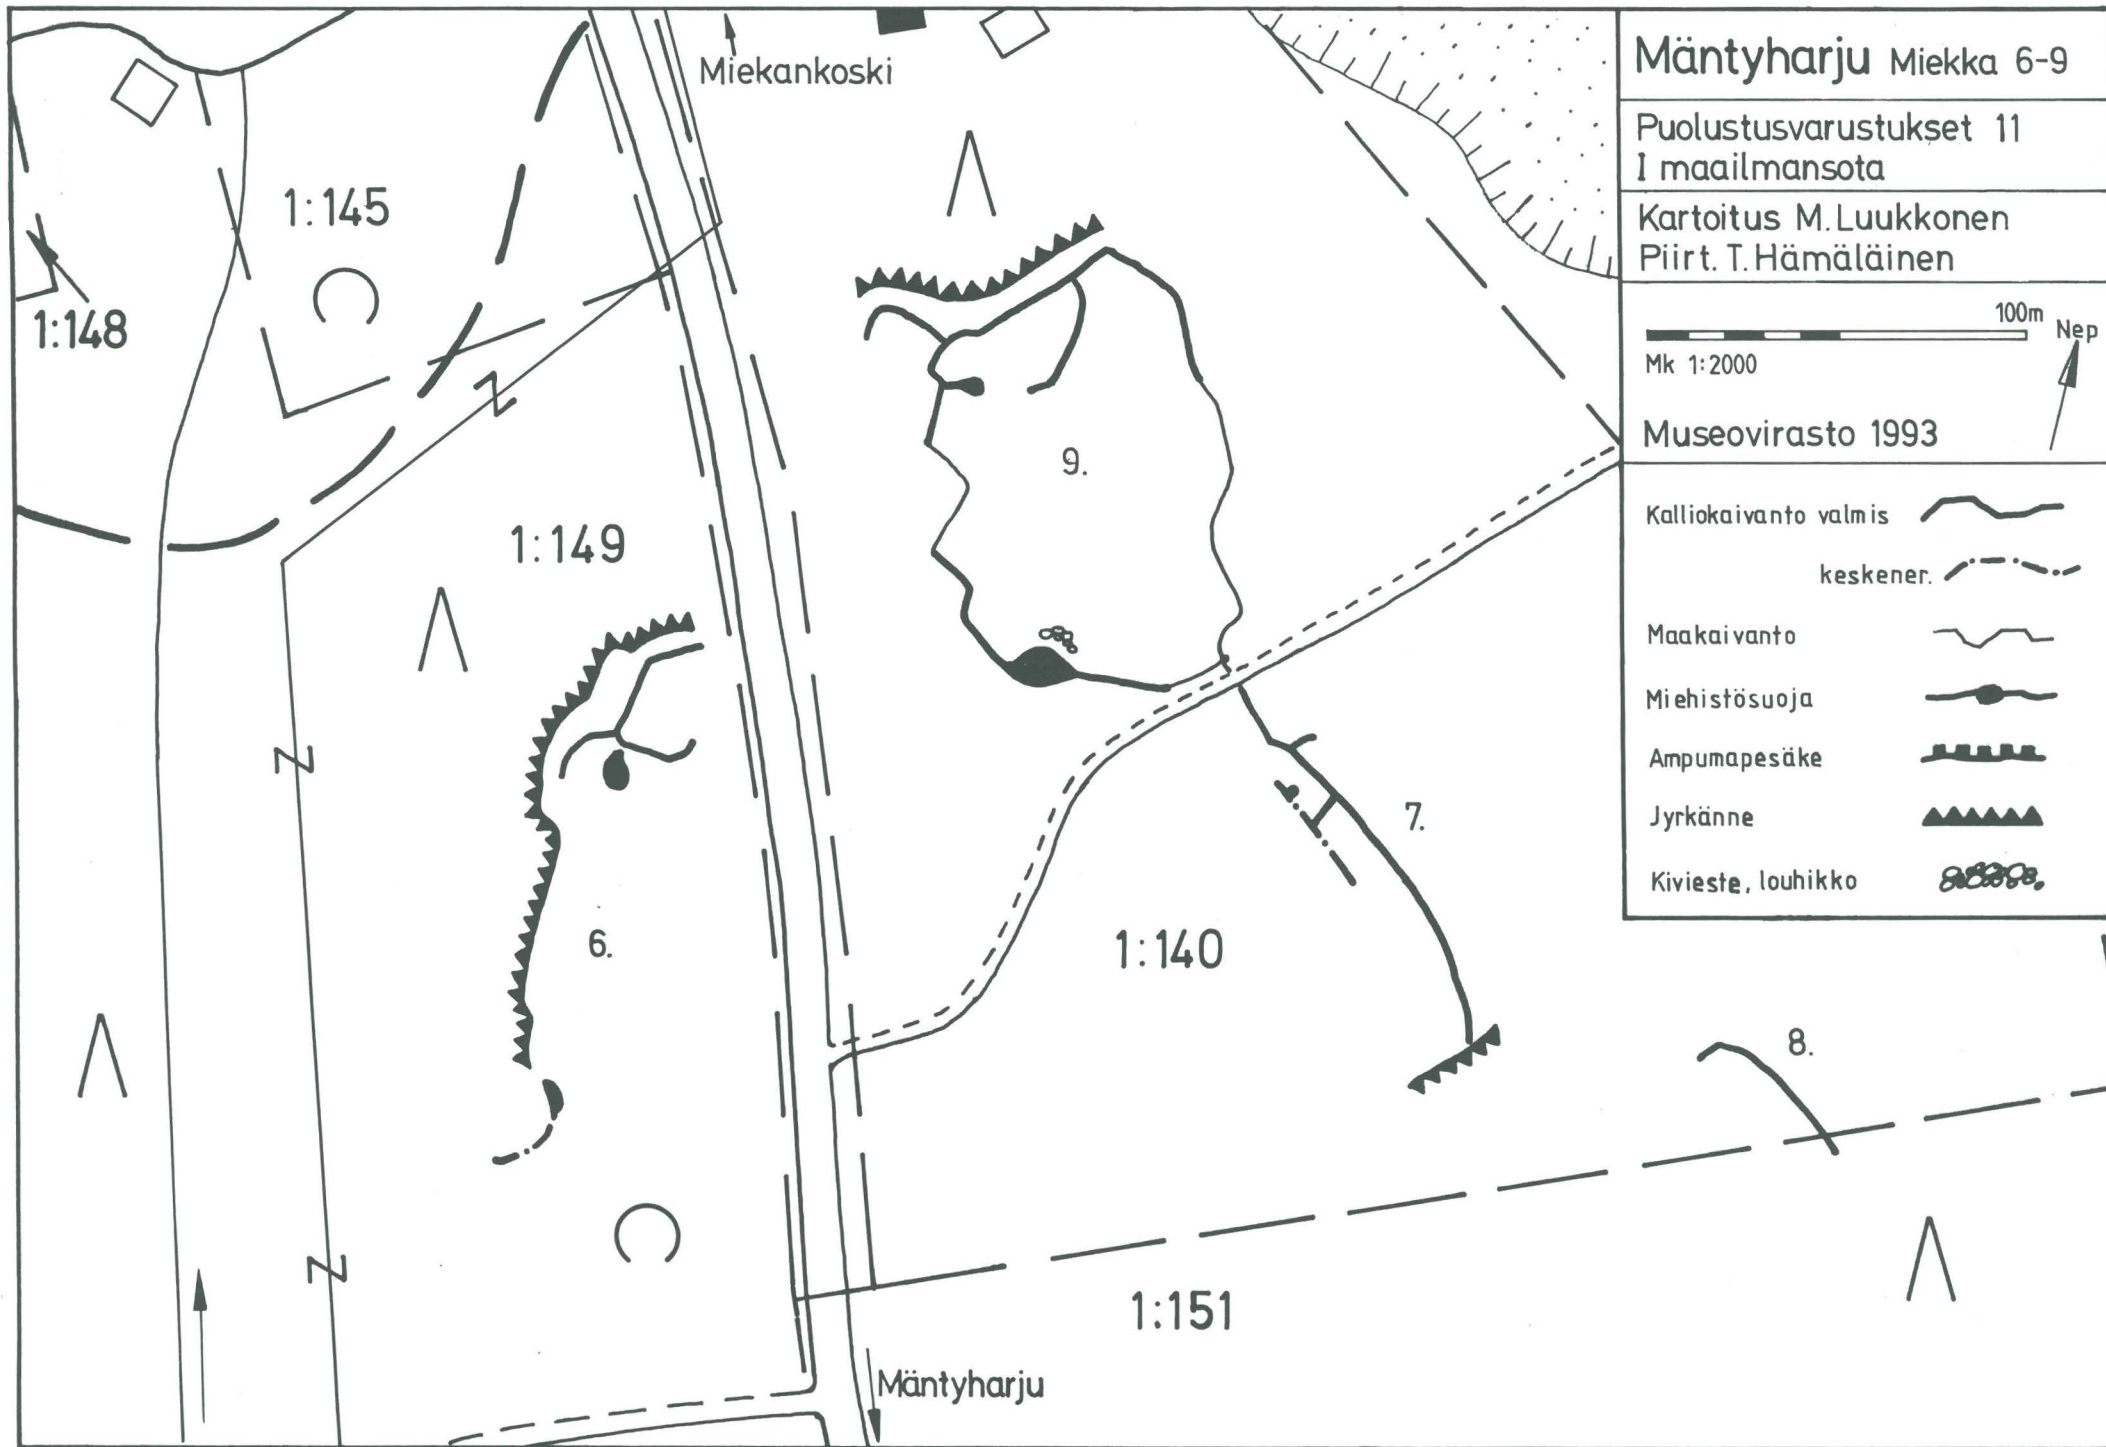 Mäntyharju Miekka 6-9
Puolustusvarustukset 11
I maailmansota
Kartoitus M.Luukkonen
Piirt. T.Hämäläinen
100m
Nep
Mk 1:2000
Museovirasto 1993
Kalliokaivanto valmis
keskener.
Maakaivanto
Miehistösuoja
Ampumapesäke
Jyrkänne
Kivieste, louhikko
Miekankoski
1:145
1:148
9.
1:149
7.
6.
1:140
8.
1:151
Mäntyharju